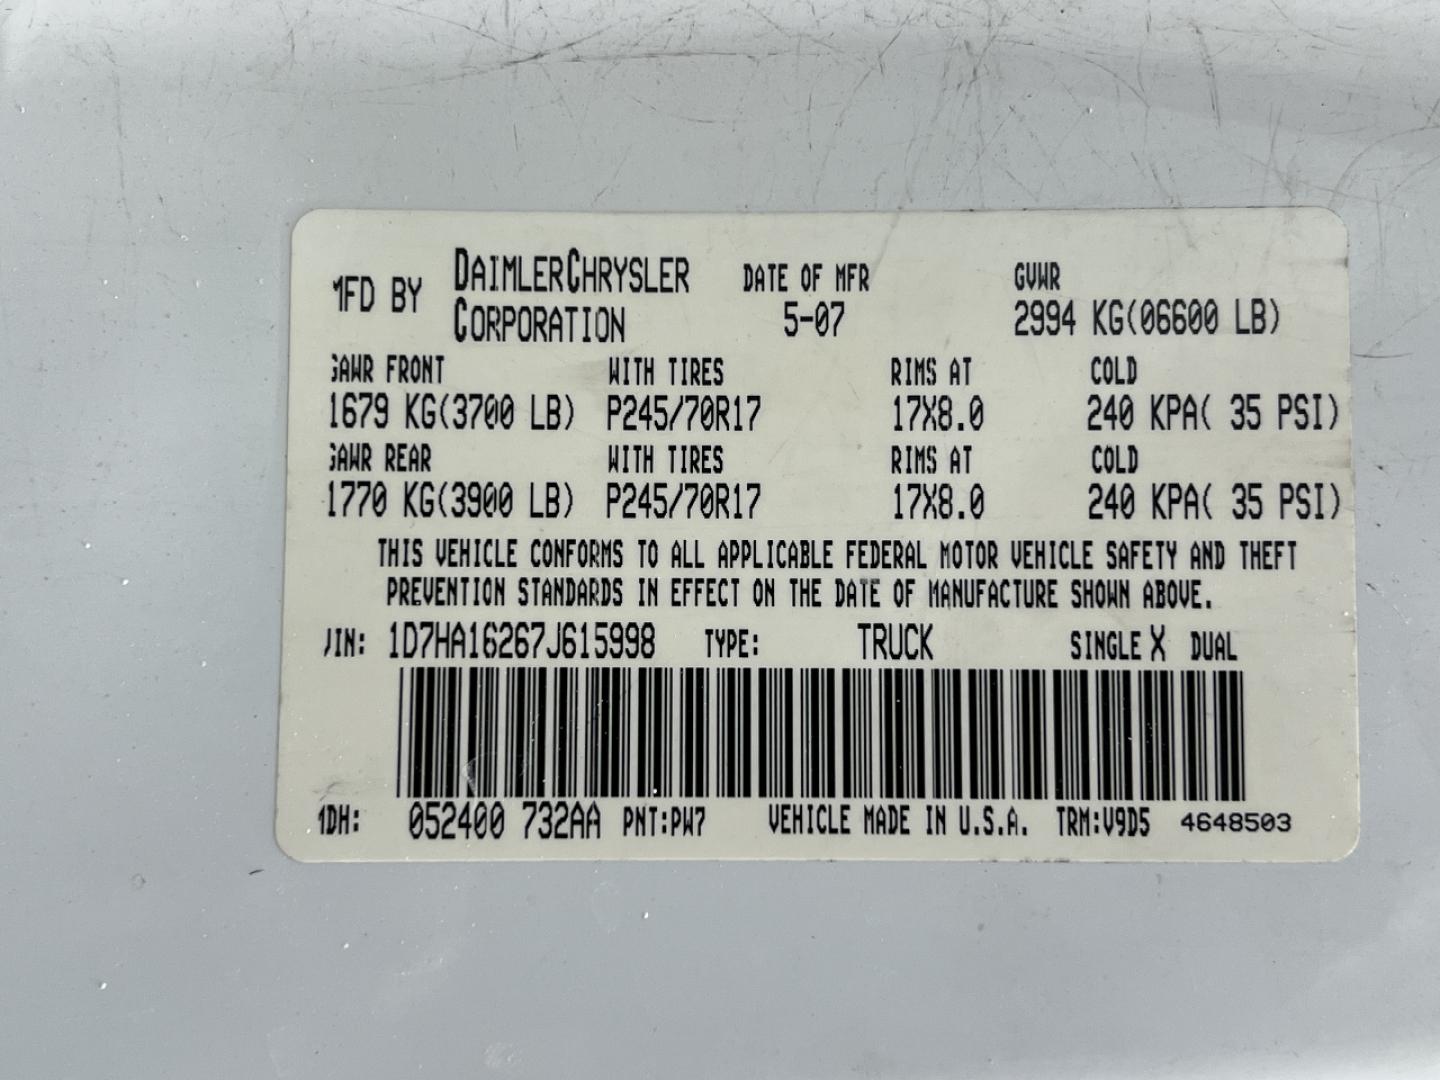 MFD BY DAIMLERCHRYSLER CORPORATION DATE OF MFR 5-07 GVWR 2994 KG(06600 LB)
GAWR FRONT WITH TIRES RIMS AT COLD
1679 KG(3700 LB) P245/70R17 17X8.0 240 KPA( 35 PSI)
GAWR REAR WITH TIRES RIMS AT COLD
1770 KG(3900 LB) P245/70R17 17X8.0 240 KPA( 35 PSI)
THIS VEHICLE CONFORMS TO ALL APPLICABLE FEDERAL MOTOR VEHICLE SAFETY AND THEFT
PREVENTION STANDARDS IN EFFECT ON THE DATE OF MANUFACTURE SHOWN ABOVE.
VIN: 1D7HA16267J615998 TYPE: TRUCK SINGLE X DUAL
MDH: 052400 732AA PNT:PW7 VEHICLE MADE IN U.S.A. TRM:V9D5 4648503